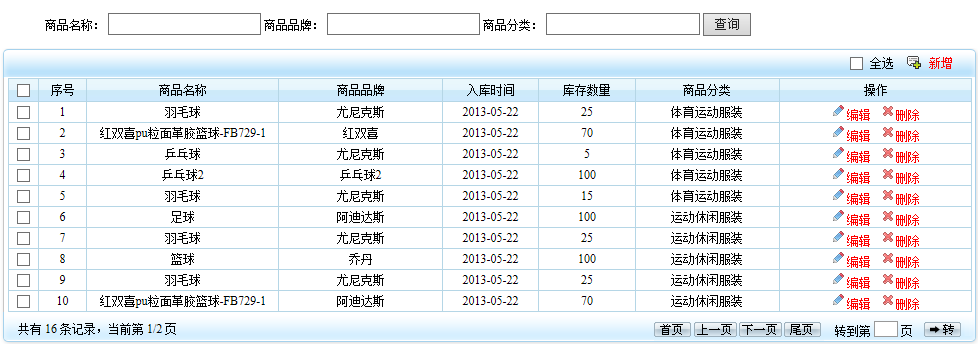 商品名称: 商品品牌: 商品分类: 查询
全选 新增
序号 商品名称 商品品牌 入库时间 库存数量 商品分类 操作
1 羽毛球 尤尼克斯 2013-05-22 25 体育运动服装 编辑 删除
2 红双喜pu粒面革胶篮球-FB729-1 红双喜 2013-05-22 70 体育运动服装 编辑 删除
3 乒乓球 尤尼克斯 2013-05-22 5 体育运动服装 编辑 删除
4 乒乓球2 乒乓球2 2013-05-22 100 体育运动服装 编辑 删除
5 羽毛球 尤尼克斯 2013-05-22 15 体育运动服装 编辑 删除
6 足球 阿迪达斯 2013-05-22 100 运动休闲服装 编辑 删除
7 羽毛球 尤尼克斯 2013-05-22 25 运动休闲服装 编辑 删除
8 篮球 乔丹 2013-05-22 100 运动休闲服装 编辑 删除
9 羽毛球 尤尼克斯 2013-05-22 25 运动休闲服装 编辑 删除
10 红双喜pu粒面革胶篮球-FB729-1 阿迪达斯 2013-05-22 70 运动休闲服装 编辑 删除
共有 16 条记录，当前第 1/2 页 首页 上一页 下一页 尾页 转到第 页 转